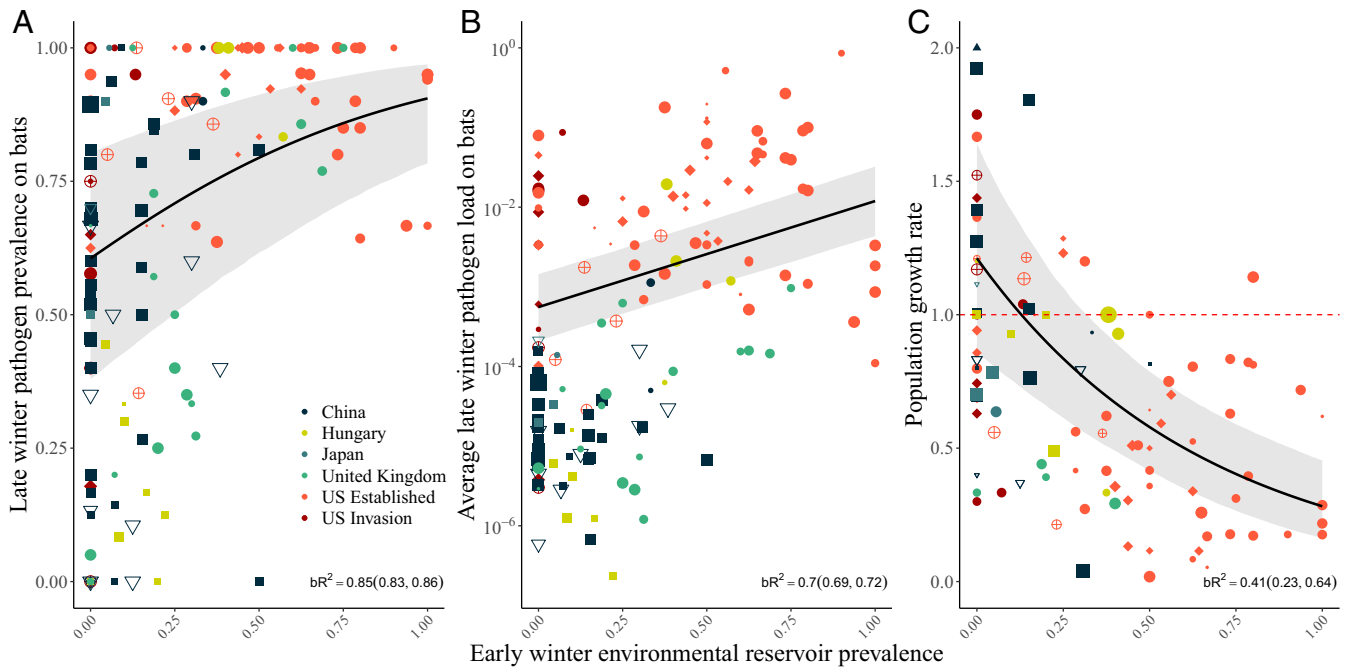 A
Late winter pathogen prevalence on bats
1.00
0.75
0.50
0.25
0.00
China
Hungary
Japan
United Kingdom
US Established
US Invasion
bR² = 0.85(0.83, 0.86)
0.00 0.25 0.50 0.75 1.00
B
Average late winter pathogen load on bats
10⁰
10⁻²
10⁻⁴
10⁻⁶
bR² = 0.7(0.69, 0.72)
0.00 0.25 0.50 0.75 1.00
C
Population growth rate
2.0
1.5
1.0
0.5
0.0
bR² = 0.41(0.23, 0.64)
0.00 0.25 0.50 0.75 1.00
Early winter environmental reservoir prevalence